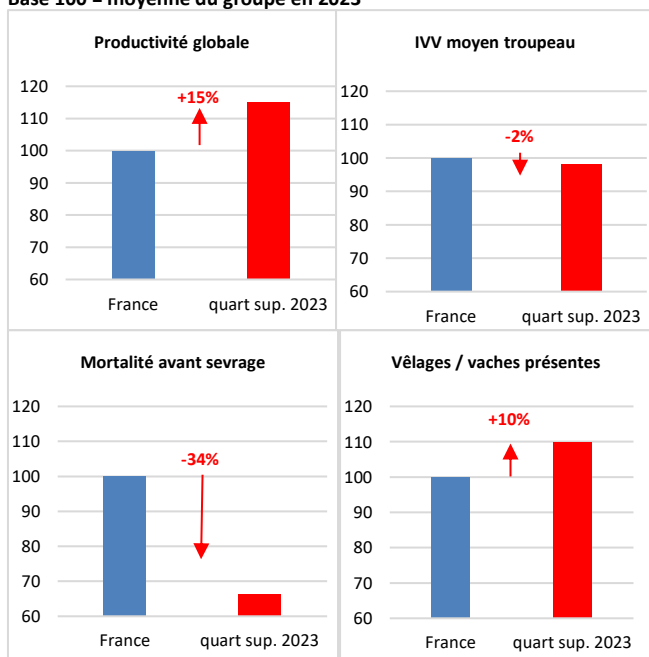 Base 100 = moyenne du groupe en 2023
Productivité globale
120
110
100
90
80
70
60
+15%
France
quart sup. 2023
IVV moyen troupeau
120
110
100
90
80
70
60
-2%
France
quart sup. 2023
Mortalité avant sevrage
120
110
100
90
80
70
60
-34%
France
quart sup. 2023
Vêlages / vaches présentes
120
110
100
90
80
70
60
+10%
France
quart sup. 2023